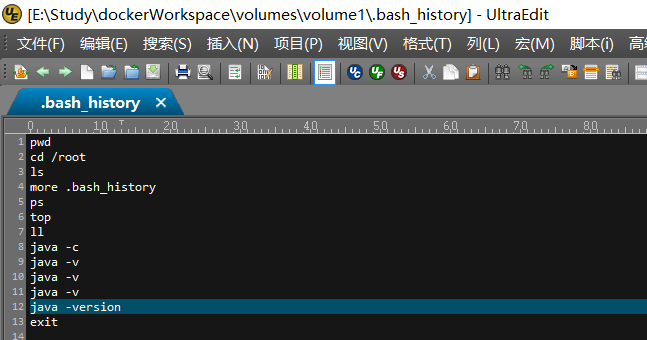 [E:\Study\dockerWorkspace\volumes\volume1\.bash_history] - UltraEdit
文件(F) 编辑(E) 搜索(S) 插入(N) 项目(P) 视图(V) 格式(T) 列(L) 宏(M) 脚本(i) 高
.bash_history
0 10 20 30 40 50 60 70 80
1 pwd
2 cd /root
3 ls
4 more .bash_history
5 ps
6 top
7 ll
8 java -c
9 java -v
10 java -v
11 java -v
12 java -version
13 exit
14